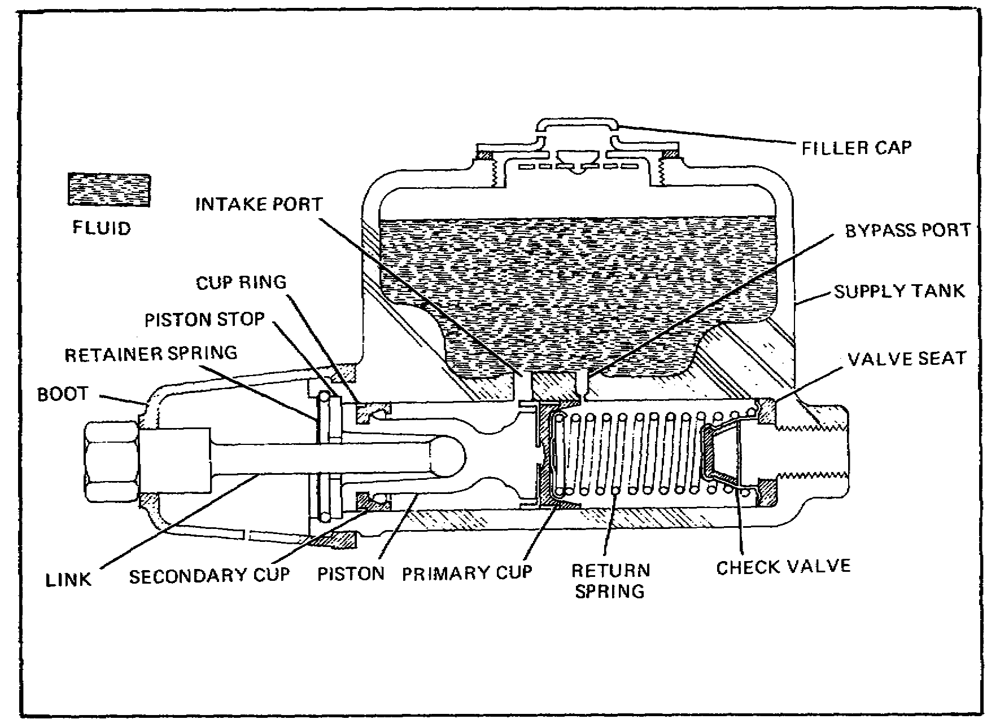 FILLER CAP
FLUID
INTAKE PORT
BYPASS PORT
CUP RING
SUPPLY TANK
PISTON STOP
RETAINER SPRING
VALVE SEAT
BOOT
LINK
SECONDARY CUP
PISTON
PRIMARY CUP
RETURN
SPRING
CHECK VALVE